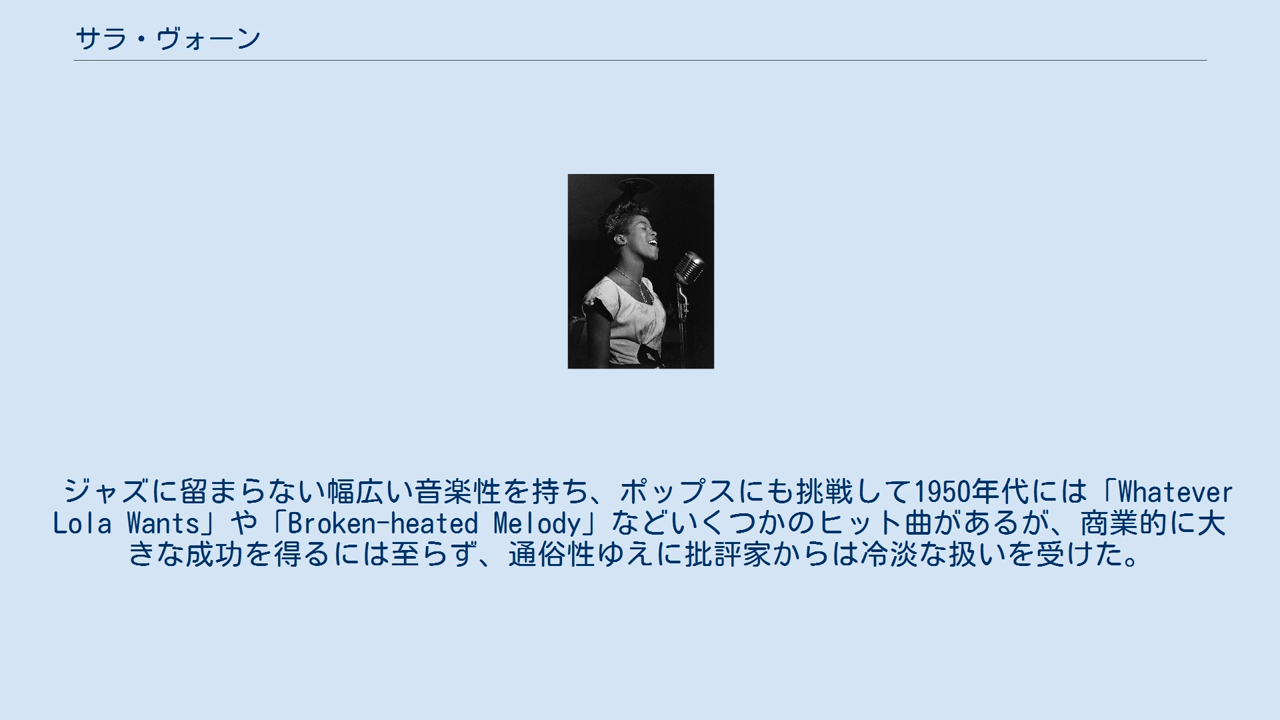 サラ・ヴォーン
ジャズに留まらない幅広い音楽性を持ち、ポップスにも挑戦して1950年代には「Whatever
Lola Wants」や「Broken-heated Melody」などいくつかのヒット曲があるが、商業的に大
きな成功を得るには至らず、通俗性ゆえに批評家からは冷淡な扱いを受けた。